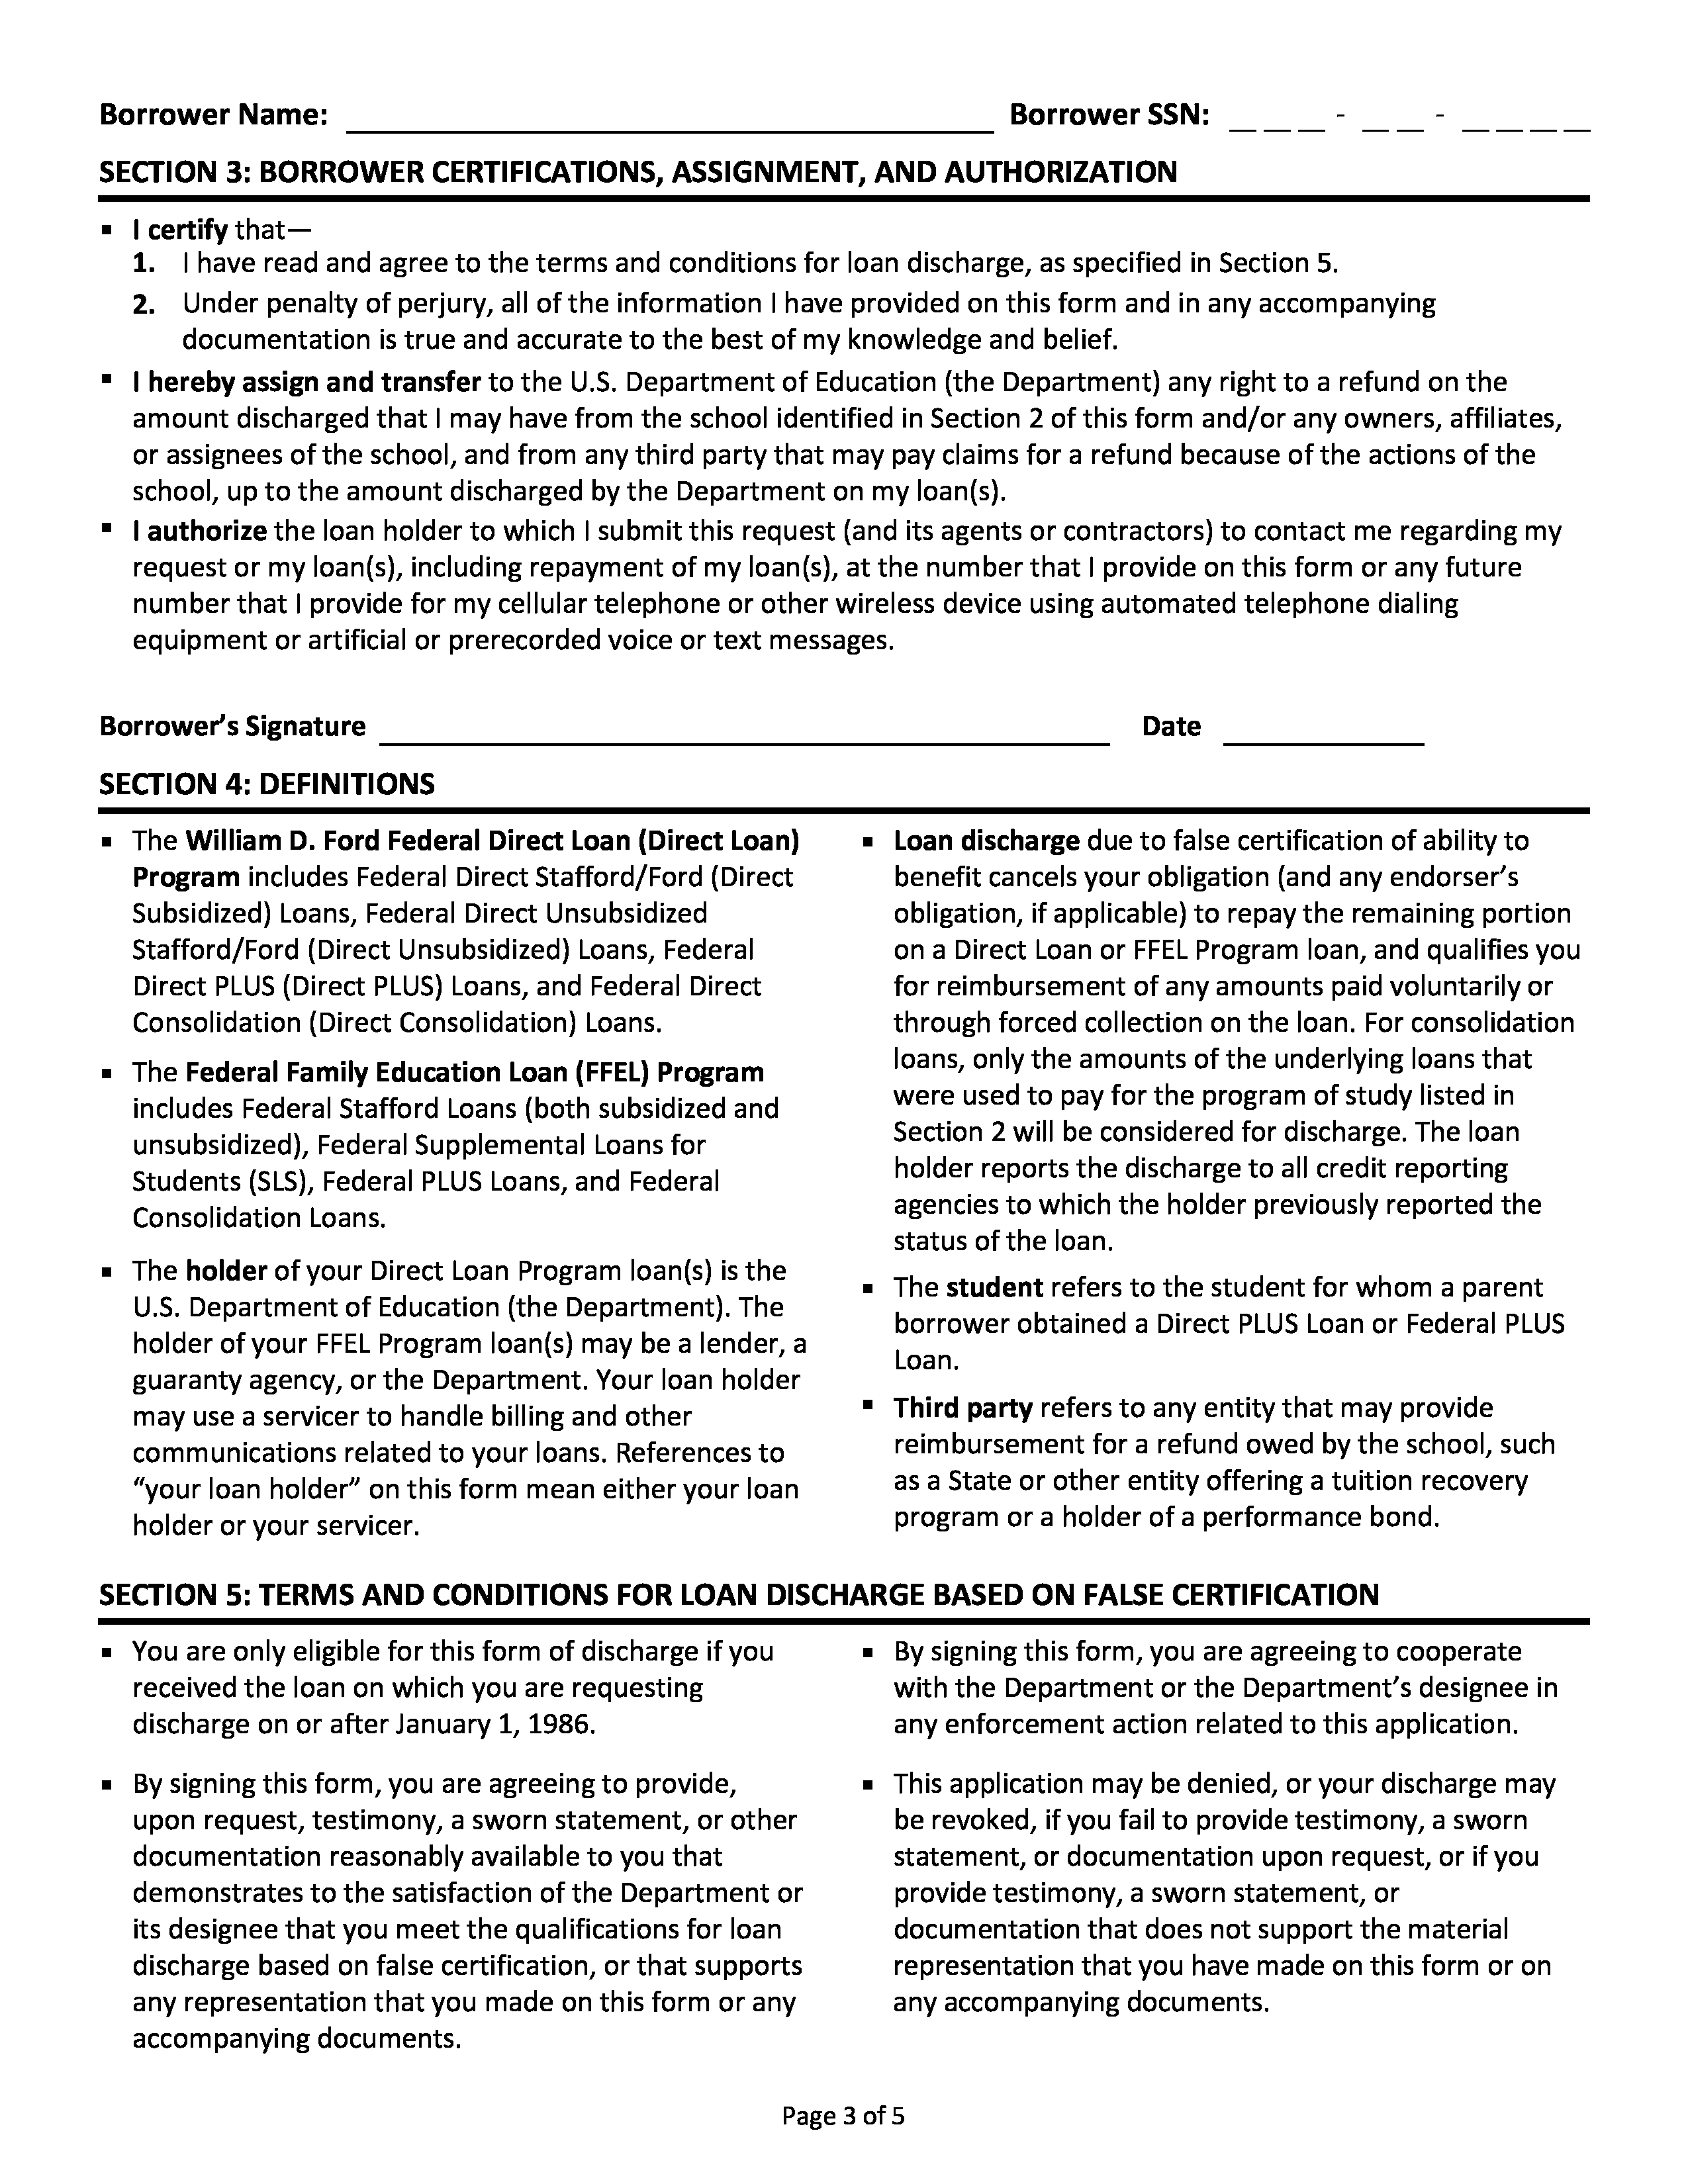 Borrower Name: Borrower SSN: __ __ __ - __ __ - __ __ __ __
SECTION 3: BORROWER CERTIFICATIONS, ASSIGNMENT, AND AUTHORIZATION
▪ I certify that—
1. I have read and agree to the terms and conditions for loan discharge, as specified in Section 5.
2. Under penalty of perjury, all of the information I have provided on this form and in any accompanying
documentation is true and accurate to the best of my knowledge and belief.
▪ I hereby assign and transfer to the U.S. Department of Education (the Department) any right to a refund on the
amount discharged that I may have from the school identified in Section 2 of this form and/or any owners, affiliates,
or assignees of the school, and from any third party that may pay claims for a refund because of the actions of the
school, up to the amount discharged by the Department on my loan(s).
▪ I authorize the loan holder to which I submit this request (and its agents or contractors) to contact me regarding my
request or my loan(s), including repayment of my loan(s), at the number that I provide on this form or any future
number that I provide for my cellular telephone or other wireless device using automated telephone dialing
equipment or artificial or prerecorded voice or text messages.
Borrower’s Signature Date
SECTION 4: DEFINITIONS
▪ The William D. Ford Federal Direct Loan (Direct Loan)
Program includes Federal Direct Stafford/Ford (Direct
Subsidized) Loans, Federal Direct Unsubsidized
Stafford/Ford (Direct Unsubsidized) Loans, Federal
Direct PLUS (Direct PLUS) Loans, and Federal Direct
Consolidation (Direct Consolidation) Loans.
▪ The Federal Family Education Loan (FFEL) Program
includes Federal Stafford Loans (both subsidized and
unsubsidized), Federal Supplemental Loans for
Students (SLS), Federal PLUS Loans, and Federal
Consolidation Loans.
▪ The holder of your Direct Loan Program loan(s) is the
U.S. Department of Education (the Department). The
holder of your FFEL Program loan(s) may be a lender, a
guaranty agency, or the Department. Your loan holder
may use a servicer to handle billing and other
communications related to your loans. References to
“your loan holder” on this form mean either your loan
holder or your servicer.
▪ Loan discharge due to false certification of ability to
benefit cancels your obligation (and any endorser’s
obligation, if applicable) to repay the remaining portion
on a Direct Loan or FFEL Program loan, and qualifies you
for reimbursement of any amounts paid voluntarily or
through forced collection on the loan. For consolidation
loans, only the amounts of the underlying loans that
were used to pay for the program of study listed in
Section 2 will be considered for discharge. The loan
holder reports the discharge to all credit reporting
agencies to which the holder previously reported the
status of the loan.
▪ The student refers to the student for whom a parent
borrower obtained a Direct PLUS Loan or Federal PLUS
Loan.
▪ Third party refers to any entity that may provide
reimbursement for a refund owed by the school, such
as a State or other entity offering a tuition recovery
program or a holder of a performance bond.
SECTION 5: TERMS AND CONDITIONS FOR LOAN DISCHARGE BASED ON FALSE CERTIFICATION
▪ You are only eligible for this form of discharge if you
received the loan on which you are requesting
discharge on or after January 1, 1986.
▪ By signing this form, you are agreeing to provide,
upon request, testimony, a sworn statement, or other
documentation reasonably available to you that
demonstrates to the satisfaction of the Department or
its designee that you meet the qualifications for loan
discharge based on false certification, or that supports
any representation that you made on this form or any
accompanying documents.
▪ By signing this form, you are agreeing to cooperate
with the Department or the Department’s designee in
any enforcement action related to this application.
▪ This application may be denied, or your discharge may
be revoked, if you fail to provide testimony, a sworn
statement, or documentation upon request, or if you
provide testimony, a sworn statement, or
documentation that does not support the material
representation that you have made on this form or on
any accompanying documents.
Page 3 of 5